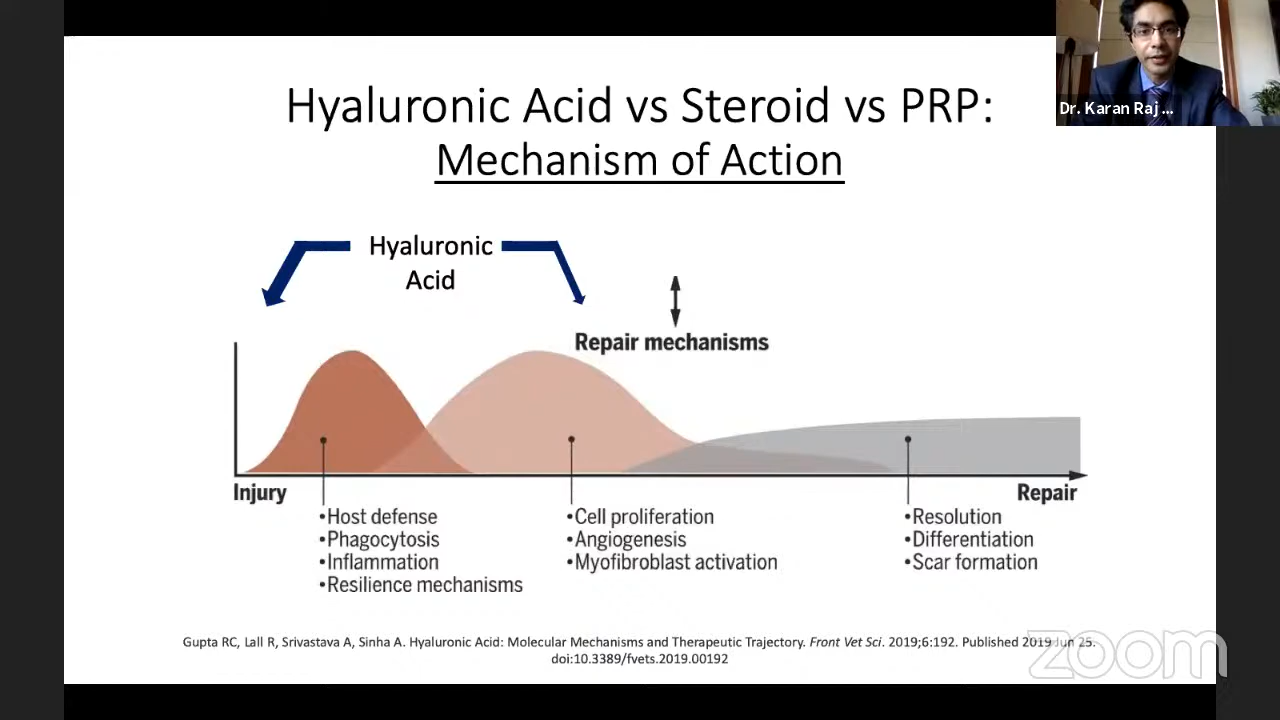 Hyaluronic Acid vs Steroid vs PRP:
Mechanism of Action
Dr. Karan Raj ...
Hyaluronic
Acid
Repair mechanisms
Injury
Repair
•Host defense
•Phagocytosis
•Inflammation
•Resilience mechanisms
•Cell proliferation
•Angiogenesis
•Myofibroblast activation
•Resolution
•Differentiation
•Scar formation
Gupta RC, Lall R, Srivastava A, Sinha A. Hyaluronic Acid: Molecular Mechanisms and Therapeutic Trajectory. Front Vet Sci. 2019;6:192. Published 2019 Jun 25.
doi:10.3389/fvets.2019.00192
zoom